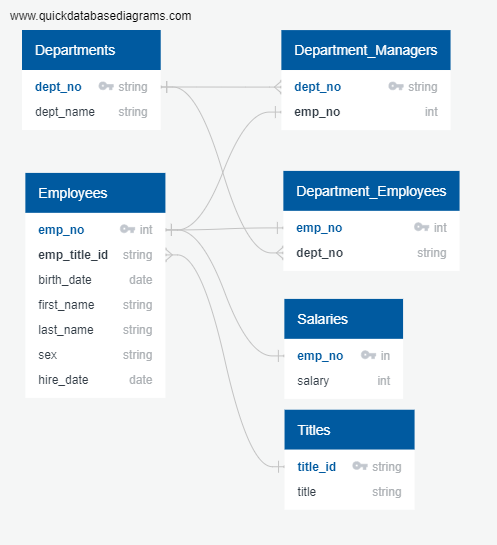 www.quickdatabasediagrams.com
Departments
dept_no string
dept_name string
Department_Managers
dept_no string
emp_no int
Employees
emp_no int
emp_title_id string
birth_date date
first_name string
last_name string
sex string
hire_date date
Department_Employees
emp_no int
dept_no string
Salaries
emp_no in
salary int
Titles
title_id string
title string